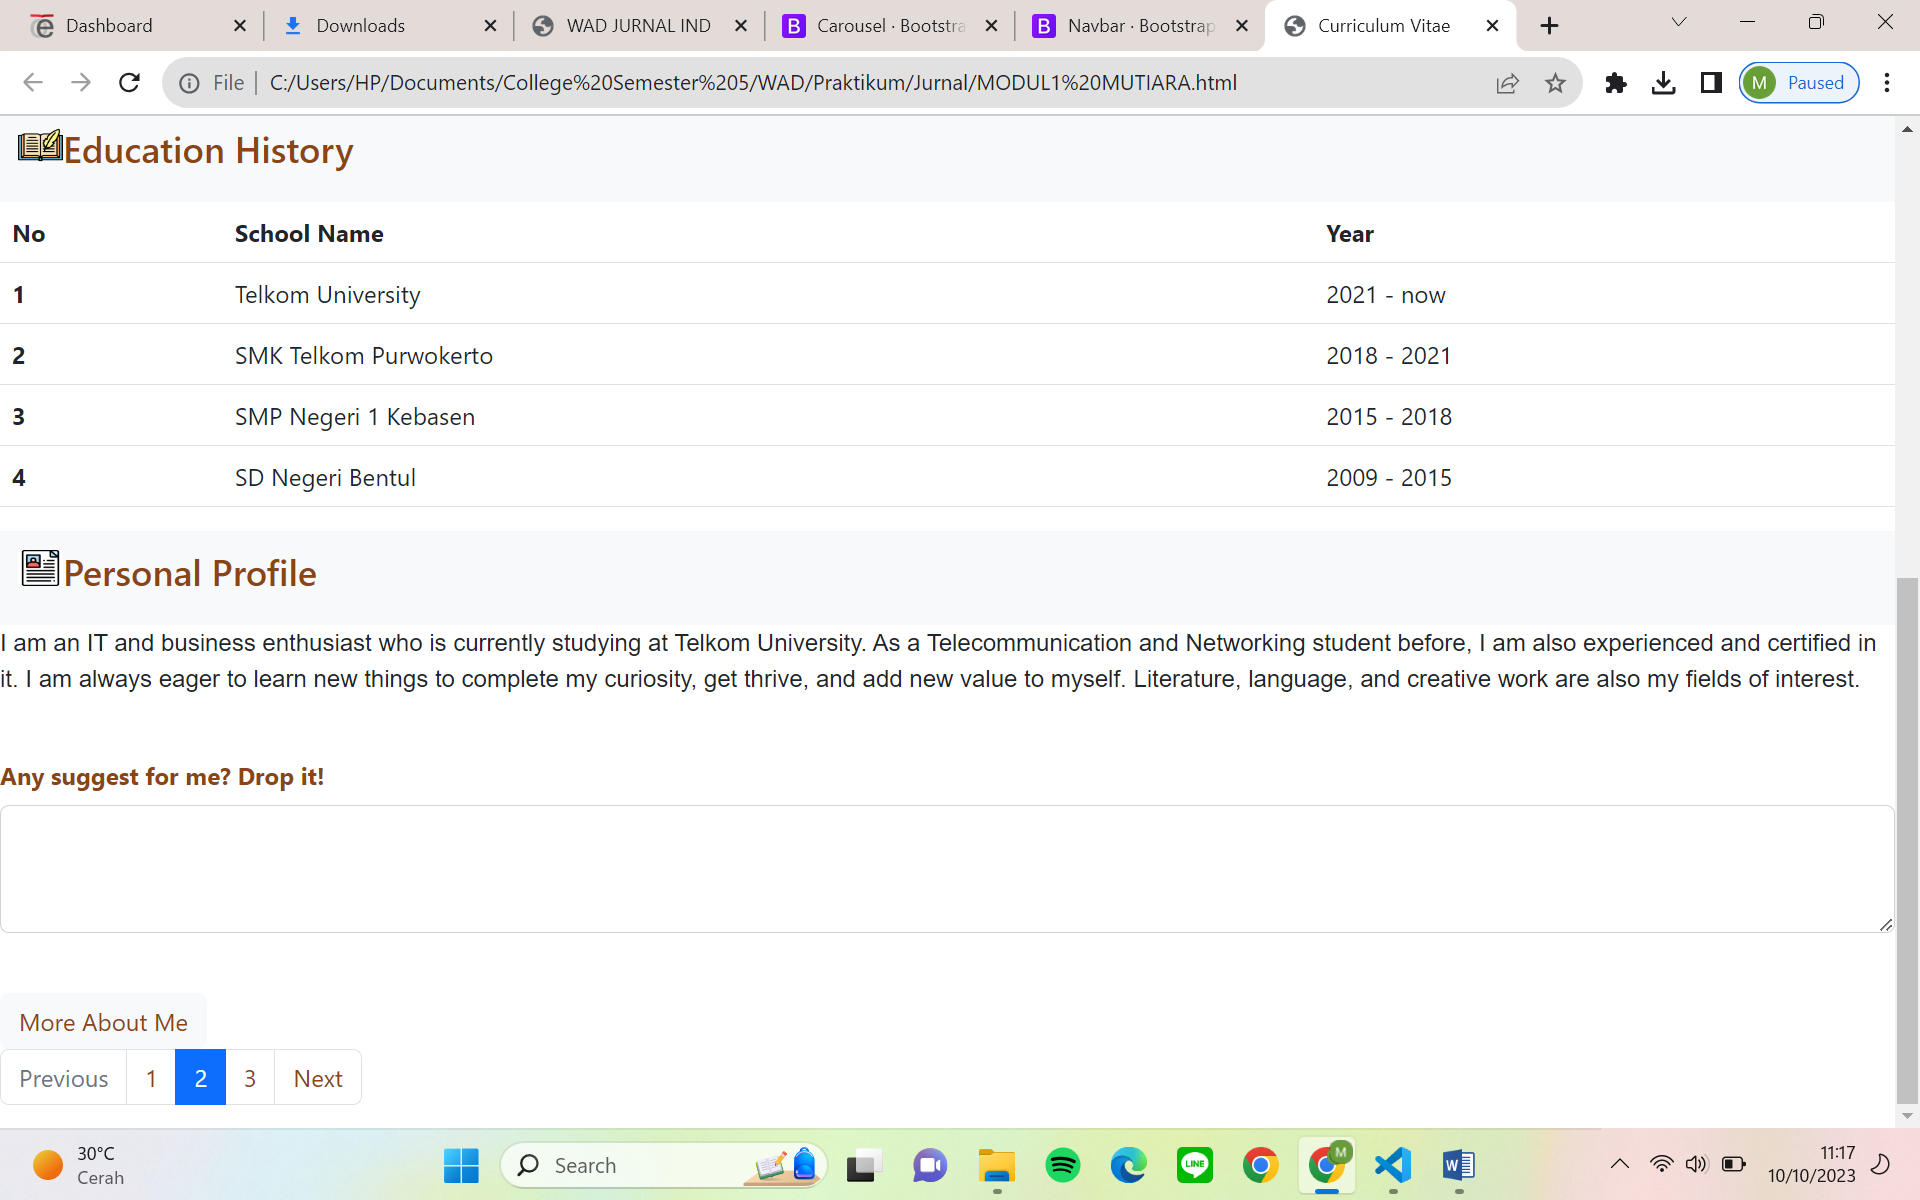 Dashboard
Downloads
WAD JURNAL IND
Carousel · Bootstra
Navbar · Bootstrap
Curriculum Vitae
File
C:/Users/HP/Documents/College%20Semester%205/WAD/Praktikum/Jurnal/MODUL1%20MUTIARA.html
M Paused
Education History
No School Name Year
1 Telkom University 2021 - now
2 SMK Telkom Purwokerto 2018 - 2021
3 SMP Negeri 1 Kebasen 2015 - 2018
4 SD Negeri Bentul 2009 - 2015
Personal Profile
I am an IT and business enthusiast who is currently studying at Telkom University. As a Telecommunication and Networking student before, I am also experienced and certified in
it. I am always eager to learn new things to complete my curiosity, get thrive, and add new value to myself. Literature, language, and creative work are also my fields of interest.
Any suggest for me? Drop it!
More About Me
Previous 1 2 3 Next
30°C
Cerah
Search
LINE
M
11:17
10/10/2023